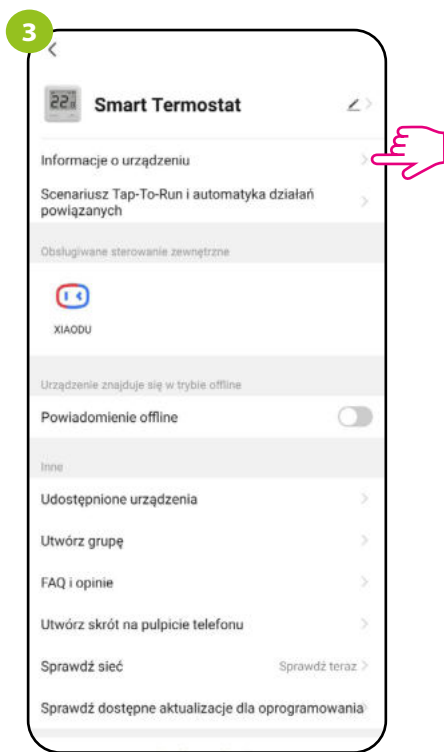 3
Smart Termostat
Informacje o urządzeniu
Scenariusz Tap-To-Run i automatyka działań
powiązanych
Obsługiwane sterowanie zewnętrzne
XIAODU
Urządzenie znajduje się w trybie offline
Powiadomienie offline
Inne
Udostępnione urządzenia
Utwórz grupę
FAQ i opinie
Utwórz skrót na pulpicie telefonu
Sprawdź sieć Sprawdź teraz
Sprawdź dostępne aktualizacje dla oprogramowania